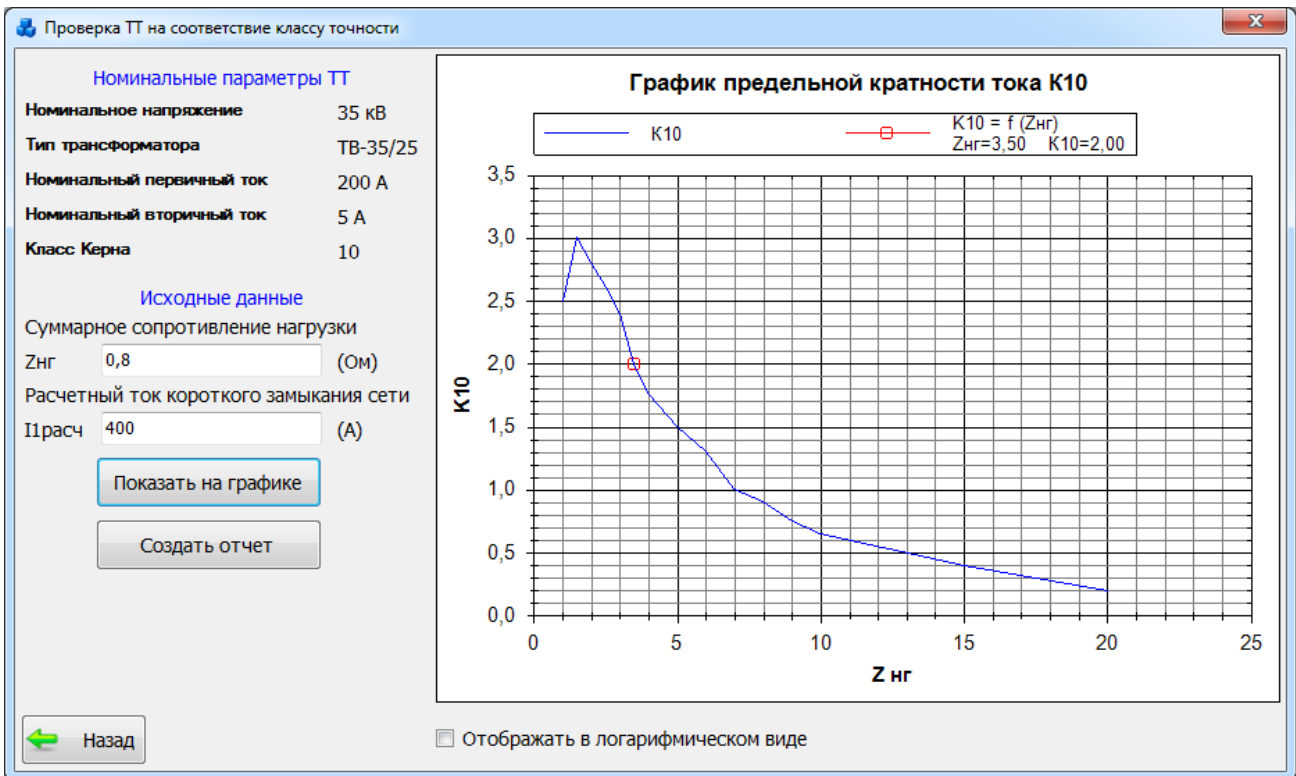 Проверка ТТ на соответствие классу точности
Номинальные параметры ТТ
Номинальное напряжение 35 кВ
Тип трансформатора ТВ-35/25
Номинальный первичный ток 200 А
Номинальный вторичный ток 5 А
Класс Керна 10
Исходные данные
Суммарное сопротивление нагрузки
Zнг 0,8 (Ом)
Расчетный ток короткого замыкания сети
I1расч 400 (А)
Показать на графике
Создать отчет
Назад
График предельной кратности тока К10
К10
K10 = f (Zнг)
Zнг=3,50 К10=2,00
3,5
3,0
2,5
2,0
1,5
1,0
0,5
0,0
К10
0 5 10 15 20 25
Z нг
Отображать в логарифмическом виде